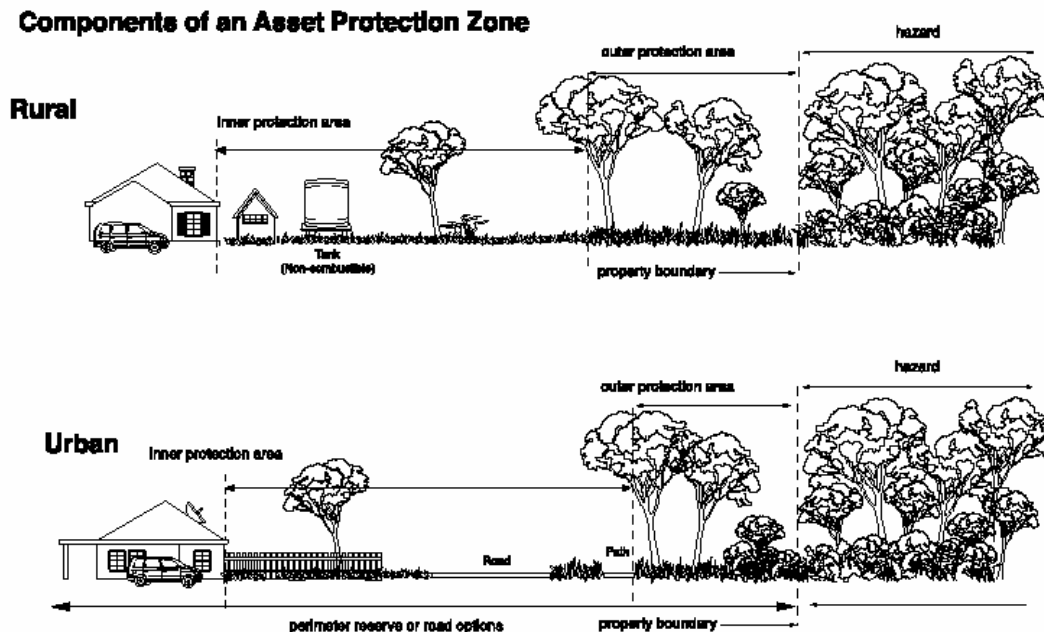 Components of an Asset Protection Zone
hazard
outer protection area
Rural
inner protection area
Tank
(Non-combustible)
property boundary
hazard
outer protection area
Urban
inner protection area
Road
Path
perimeter reserve or road options
property boundary